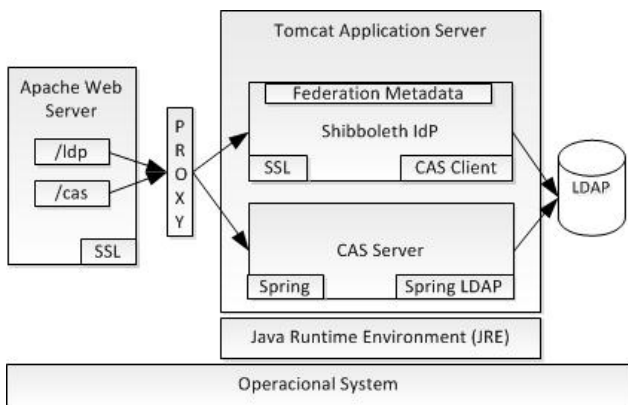 Apache Web
Server
/Idp
/cas
SSL
P
R
O
X
Y
Tomcat Application Server
Federation Metadata
Shibboleth IdP
SSL
CAS Client
CAS Server
Spring
Spring LDAP
LDAP
Java Runtime Environment (JRE)
Operacional System